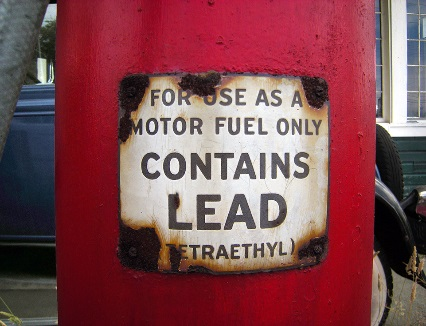 FOR USE AS A
MOTOR FUEL ONLY
CONTAINS
LEAD
(TETRAETHYL)